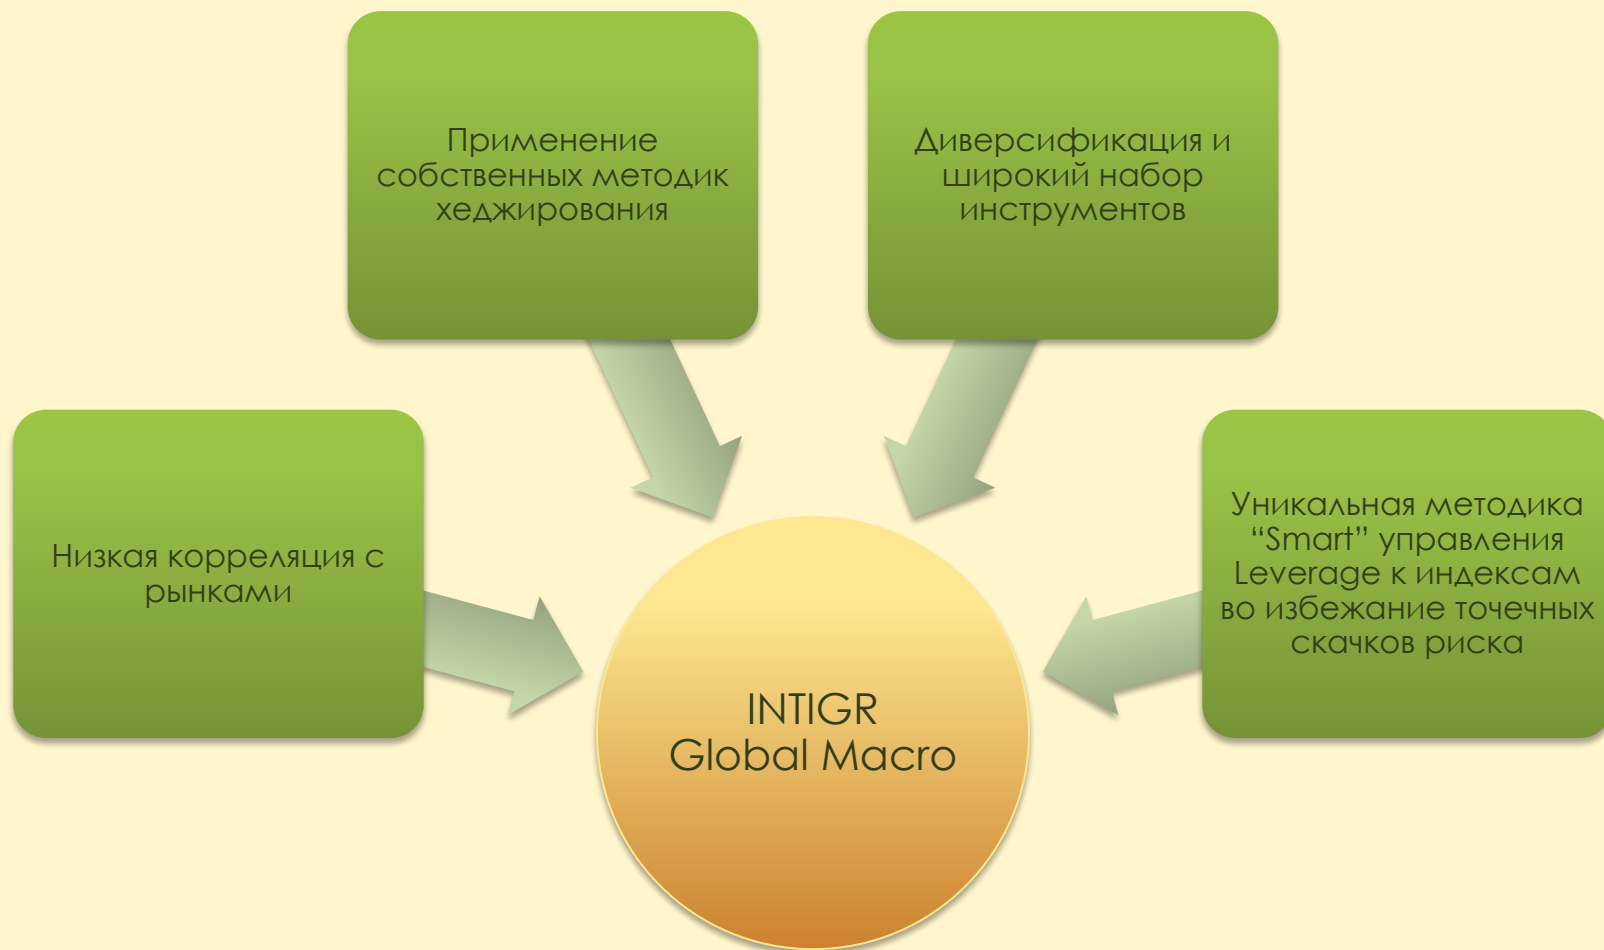 Применение
собственных методик
хеджирования
Диверсификация и
широкий набор
инструментов
Низкая корреляция с
рынками
Уникальная методика
“Smart” управления
Leverage к индексам
во избежание точечных
скачков риска
INTIGR
Global Macro